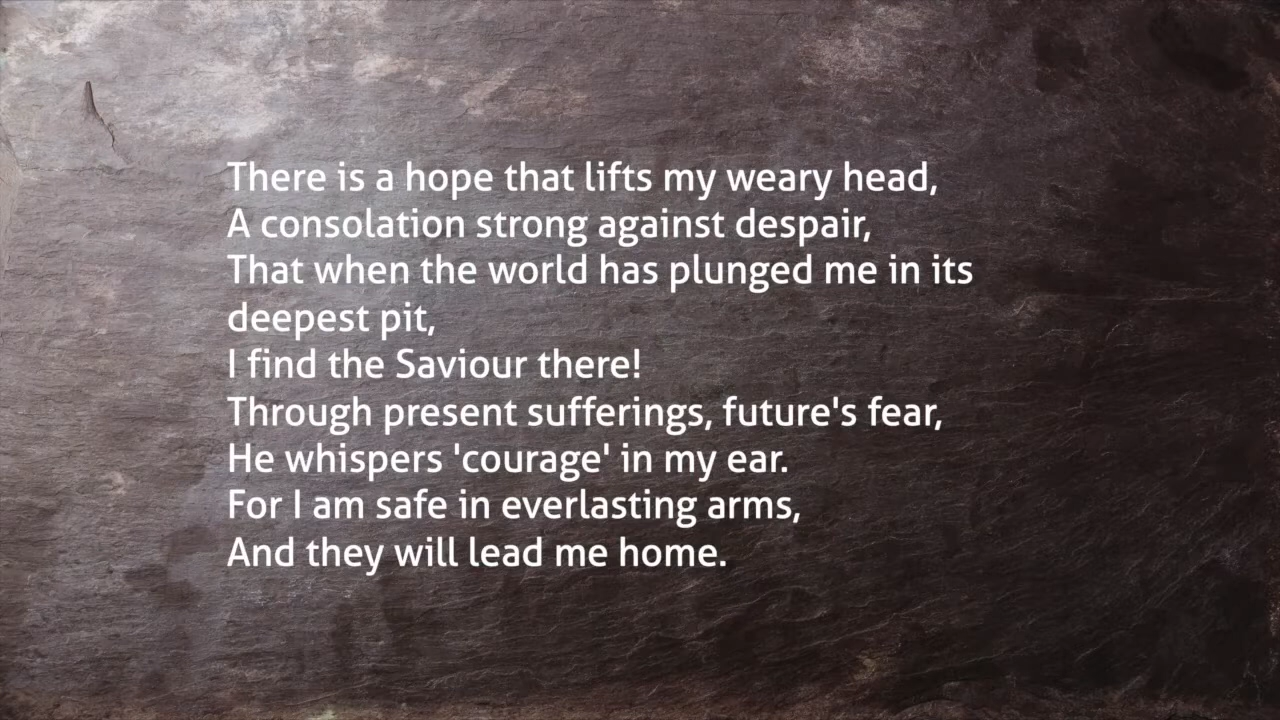 There is a hope that lifts my weary head,
A consolation strong against despair,
That when the world has plunged me in its
deepest pit,
I find the Saviour there!
Through present sufferings, future's fear,
He whispers 'courage' in my ear.
For I am safe in everlasting arms,
And they will lead me home.